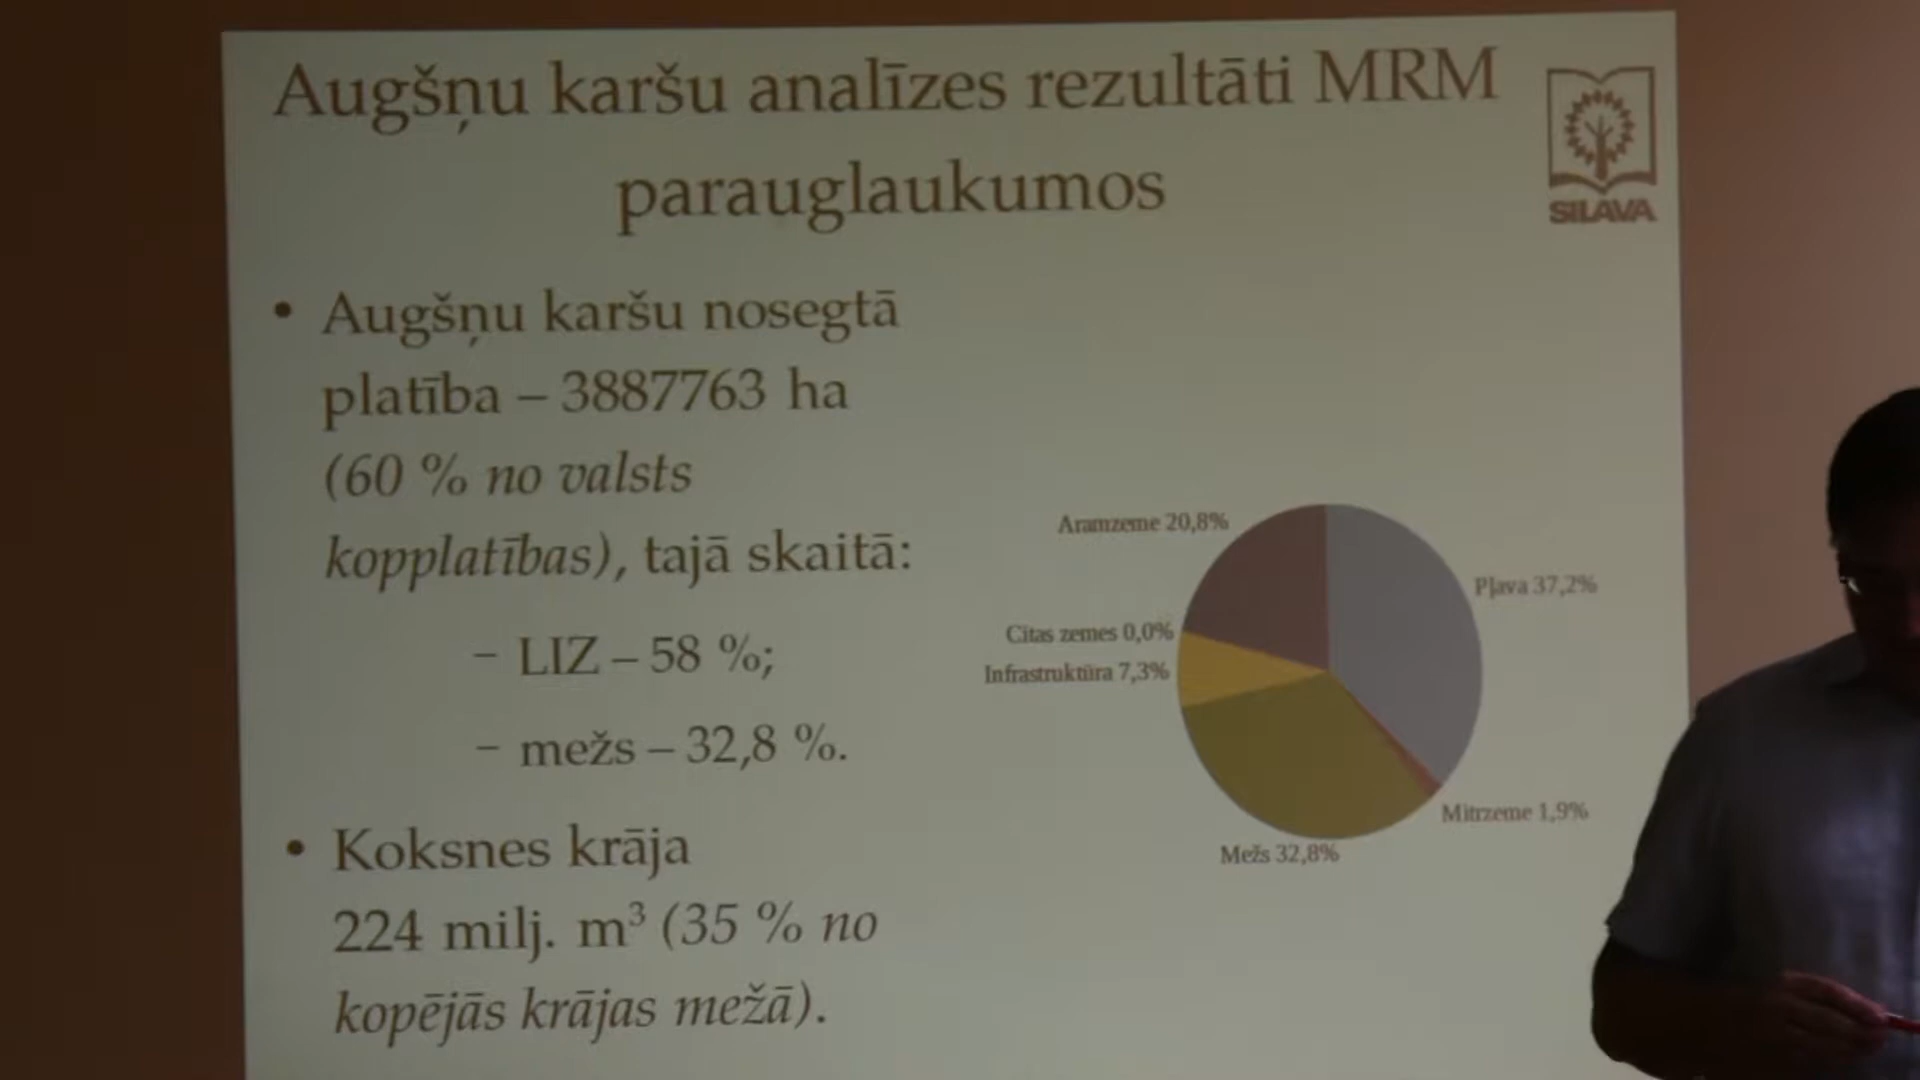 Augšņu karšu analīzes rezultāti MRM
parauglaukumos
SILAVA
• Augšņu karšu nosegtā
platība – 3887763 ha
(60 % no valsts
kopplatības), tajā skaitā:
– LIZ – 58 %;
– mežs – 32,8 %.
• Koksnes krāja
224 milj. m³ (35 % no
kopējās krājas mežā).
Aramzeme 20,8%
Pļava 37,2%
Citas zemes 0,0%
Infrastruktūra 7,3%
Mitrzeme 1,9%
Mežs 32,8%